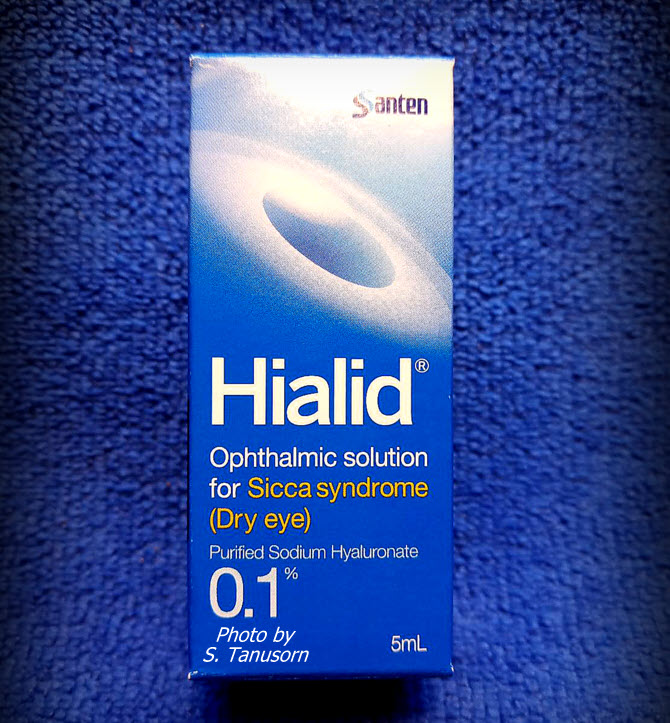 Santen
Hialid®
Ophthalmic solution
for Sicca syndrome
(Dry eye)
Purified Sodium Hyaluronate
0.1%
Photo by
S. Tanusorn
5mL